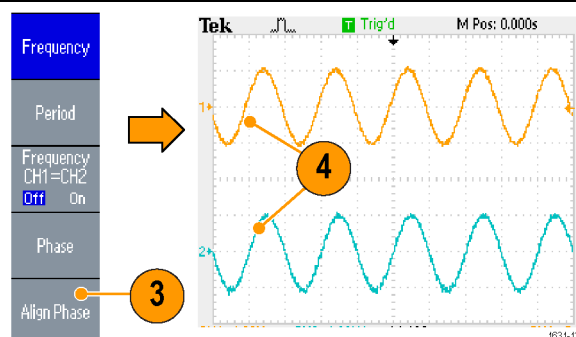 Frequency
Period
Frequency
CH1=CH2
Off On
Phase
Align Phase
3
Tek
T Trig'd
M Pos: 0.000s
1
4
2